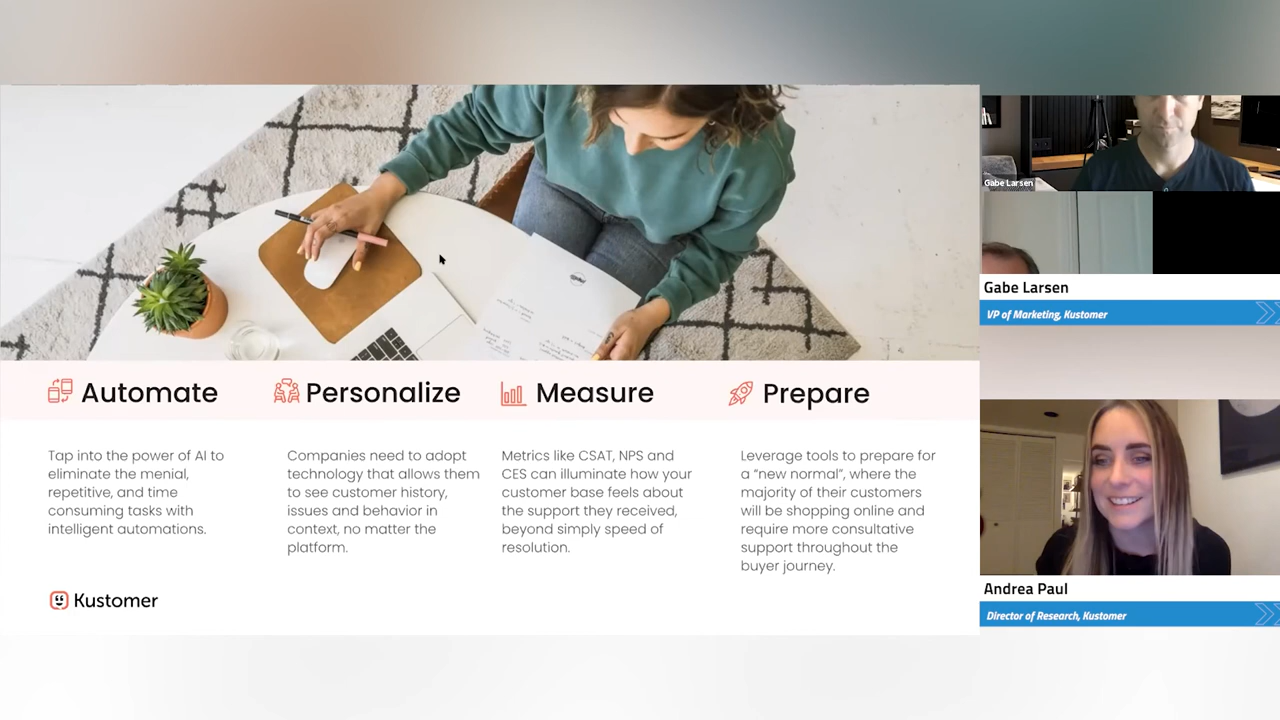 Automate
Tap into the power of AI to
eliminate the menial,
repetitive, and time
consuming tasks with
intelligent automations.
Personalize
Companies need to adopt
technology that allows them
to see customer history,
issues and behavior in
context, no matter the
platform.
Measure
Metrics like CSAT, NPS and
CES can illuminate how your
customer base feels about
the support they received,
beyond simply speed of
resolution.
Prepare
Leverage tools to prepare for
a “new normal”, where the
majority of their customers
will be shopping online and
require more consultative
support throughout the
buyer journey.
Kustomer
Gabe Larsen
Gabe Larsen
VP of Marketing, Kustomer
Andrea Paul
Director of Research, Kustomer